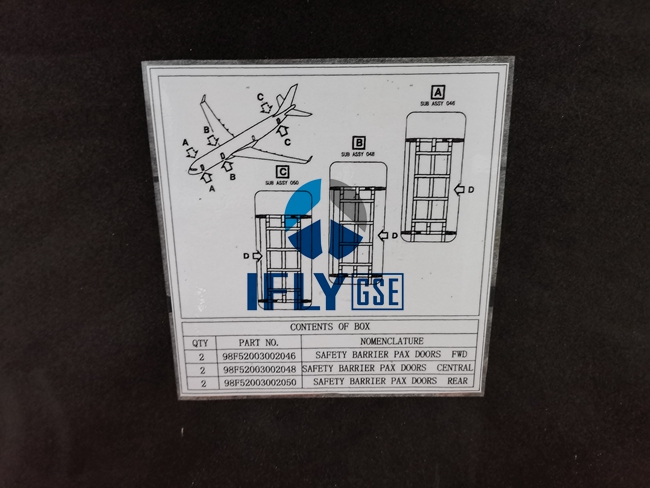 A
SUB ASSY 046
C
B
A
C
B
A
B
SUB ASSY 048
C
SUB ASSY 050
D
D
D
IFLY GSE
CONTENTS OF BOX
QTY PART NO. NOMENCLATURE
2 98F52003002046 SAFETY BARRIER PAX DOORS FWD
2 98F52003002048 SAFETY BARRIER PAX DOORS CENTRAL
2 98F52003002050 SAFETY BARRIER PAX DOORS REAR